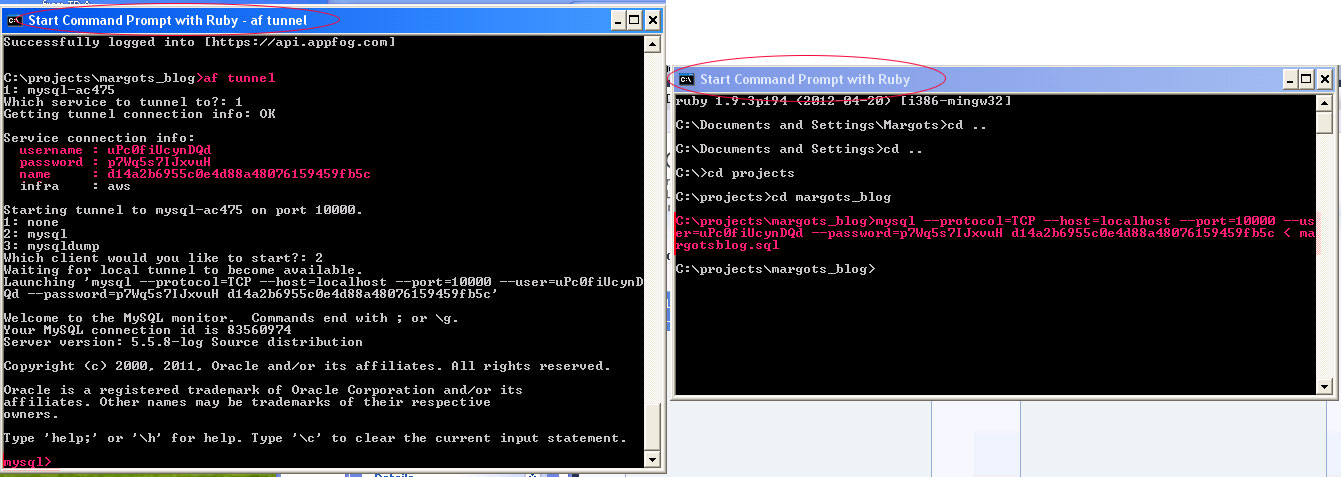 Start Command Prompt with Ruby - af tunnel
Successfully logged into [https://api.appfog.com]
C:\projects\margots_blog>af tunnel
1: mysql-ac475
Which service to tunnel to?: 1
Getting tunnel connection info: OK
Service connection info:
username : uPc0fiUcynDQd
password : p7Wq5s7IJxvuH
name : d14a2b6955c0e4d88a48076159459fb5c
infra : aws
Starting tunnel to mysql-ac475 on port 10000.
1: none
2: mysql
3: mysqldump
Which client would you like to start?: 2
Waiting for local tunnel to become available.
Launching 'mysql --protocol=TCP --host=localhost --port=10000 --user=uPc0fiUcynD
Qd --password=p7Wq5s7IJxvuH d14a2b6955c0e4d88a48076159459fb5c'
Welcome to the MySQL monitor.  Commands end with ; or \g.
Your MySQL connection id is 83560974
Server version: 5.5.8-log Source distribution
Copyright (c) 2000, 2011, Oracle and/or its affiliates. All rights reserved.
Oracle is a registered trademark of Oracle Corporation and/or its
affiliates. Other names may be trademarks of their respective
owners.
Type 'help;' or '\h' for help. Type '\c' to clear the current input statement.
mysql>
Details
Start Command Prompt with Ruby
ruby 1.9.3p194 (2012-04-20) [i386-mingw32]
C:\Documents and Settings\Margots>cd ..
C:\Documents and Settings>cd ..
C:\>cd projects
C:\projects>cd margots_blog
C:\projects\margots_blog>mysql --protocol=TCP --host=localhost --port=10000 --us
er=uPc0fiUcynDQd --password=p7Wq5s7IJxvuH d14a2b6955c0e4d88a48076159459fb5c < ma
rgotsblog.sql
C:\projects\margots_blog>